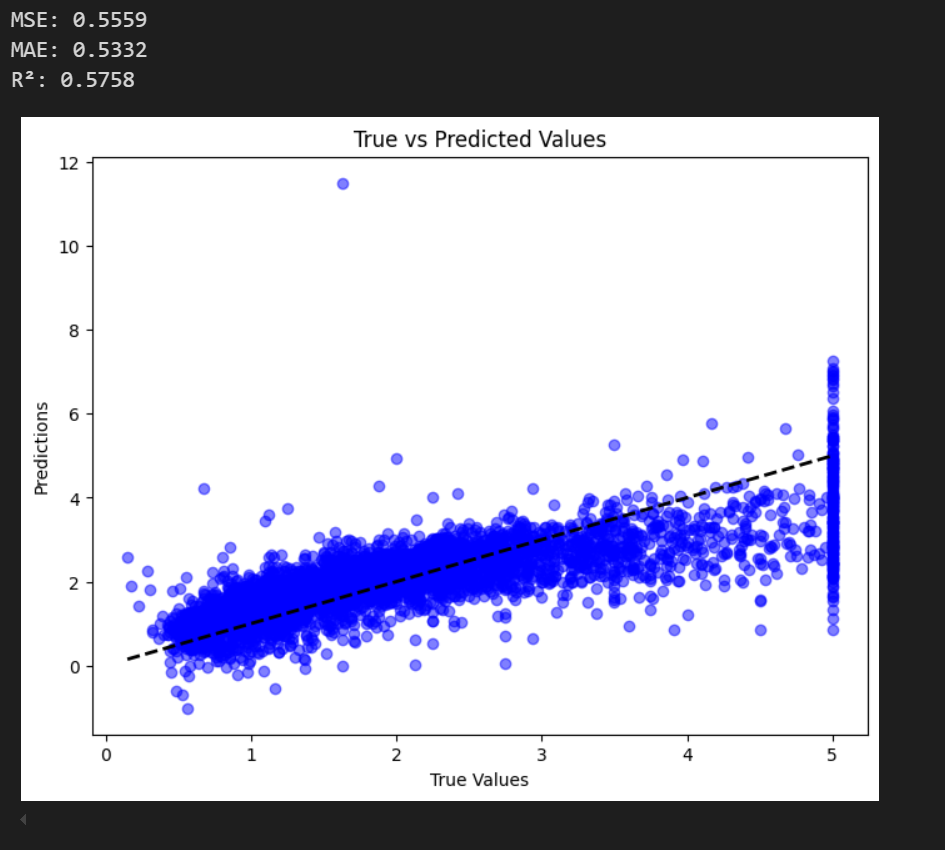 MSE: 0.5559
MAE: 0.5332
R²: 0.5758
True vs Predicted Values
12
10
8
6
4
2
0
Predictions
0 1 2 3 4 5
True Values